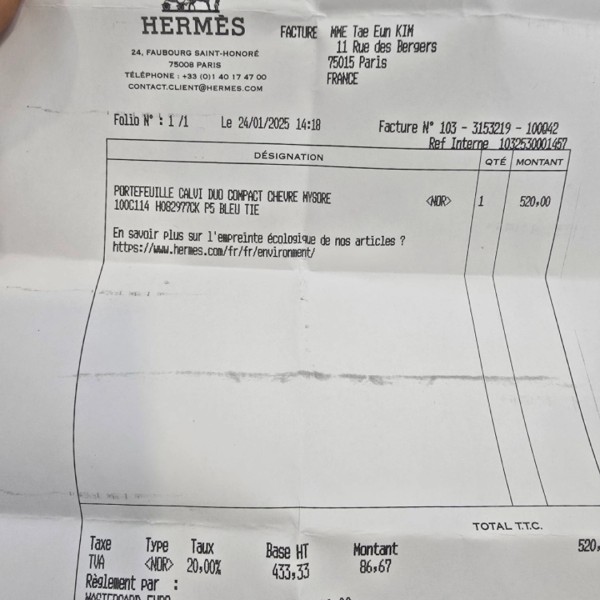 HERMÈS
24, FAUBOURG SAINT-HONORÉ
75008 PARIS
TÉLÉPHONE : +33 (0)1 40 17 47 00
CONTACT.CLIENT@HERMES.COM
FACTURE MME Tae Eun KIM
11 Rue des Bergers
75015 Paris
FRANCE
Folio N° : 1 /1 Le 24/01/2025 14:18 Facture N° 103 - 3153219 - 100042
Ref Interne 1032530001457
DÉSIGNATION QTÉ MONTANT
PORTEFEUILLE CALVI DUO COMPACT CHEVRE MYSORE <NOR> 1 520,00
100C114 H082977CK P5 BLEU TIE
En savoir plus sur l'empreinte écologique de nos articles ?
https://www.hermes.com/fr/fr/environment/
TOTAL T.T.C.
520,
Taxe Type Taux Base HT Montant
TVA <NOR> 20,00% 433,33 86,67
Règlement par :